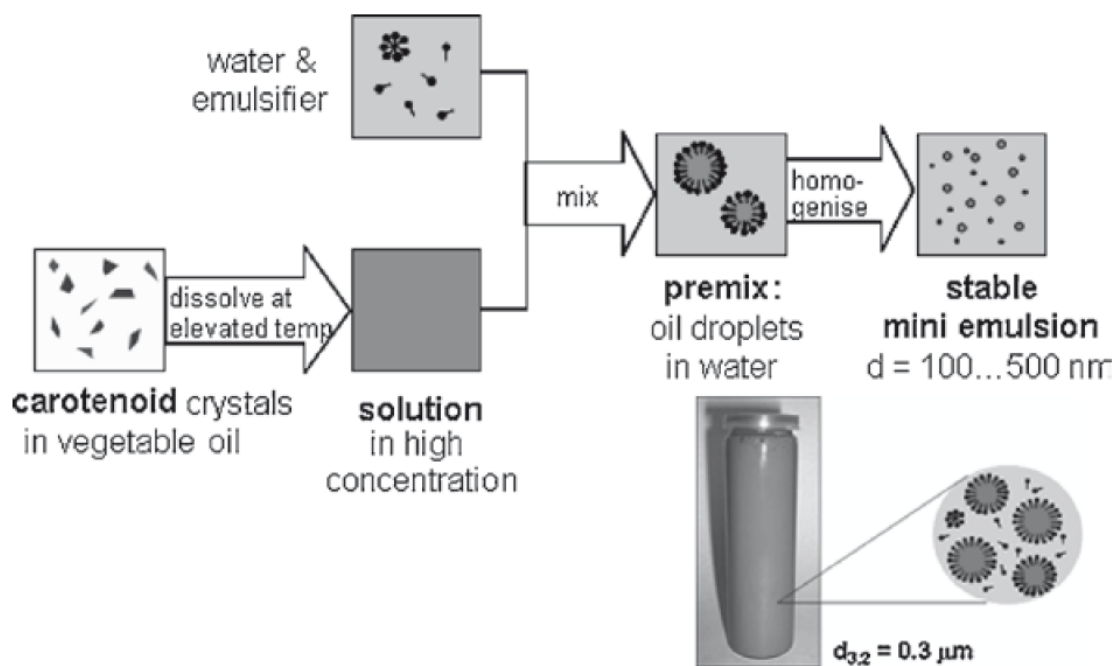 water &
emulsifier
mix
homo-
genise
dissolve at
elevated temp
carotenoid crystals
in vegetable oil
solution
in high
concentration
premix:
oil droplets
in water
stable
mini emulsion
d = 100...500 nm
d3,2 = 0.3 µm